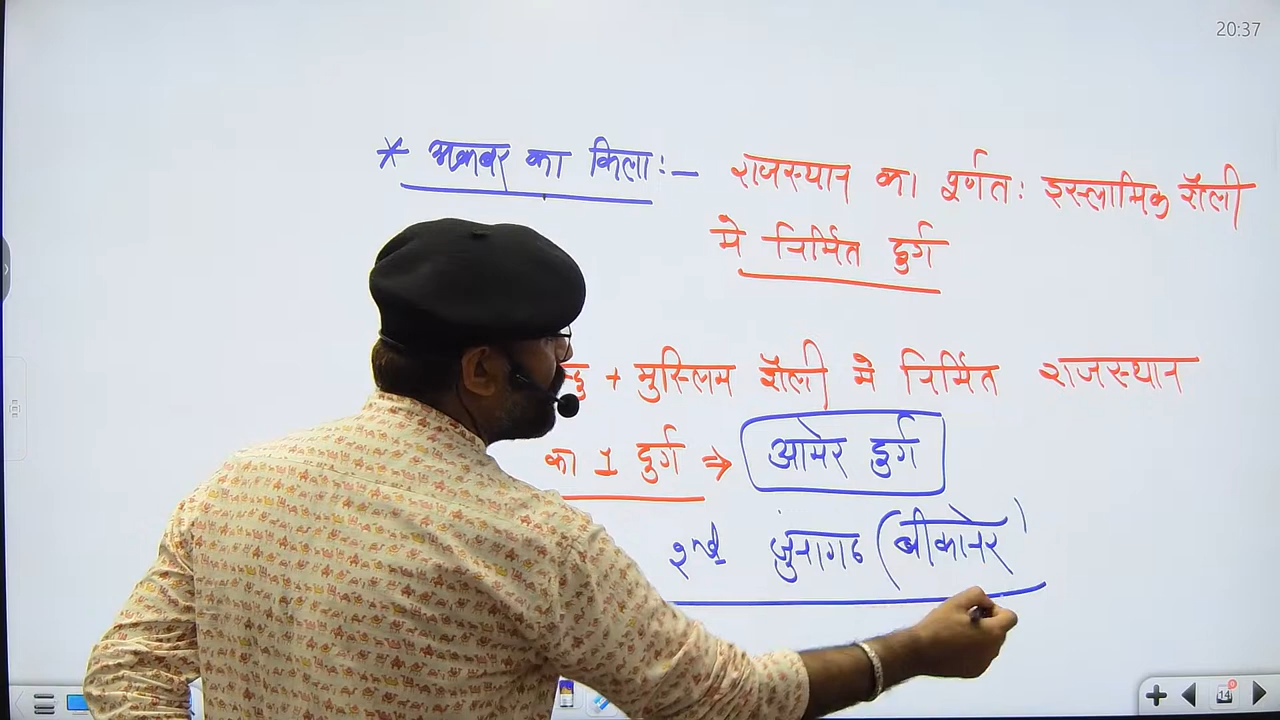 20:37
* अकबर का किला :- राजस्थान का पूर्णत: इस्लामिक शैली
मे निर्मित दुर्ग
+ मुस्लिम शैली मे निर्मित राजस्थान
का 1 दुर्ग ⇒ आमेर दुर्ग
2nd जुनागढ (बीकानेर)
14